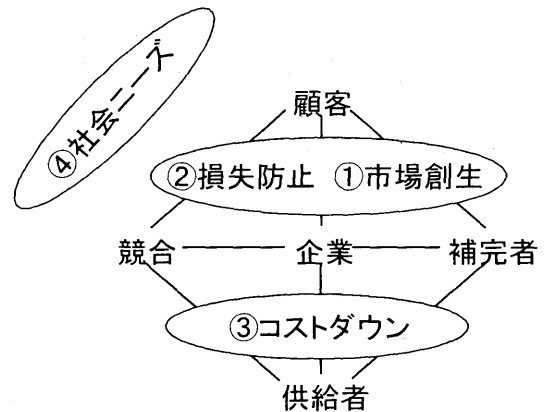 ④社会ニーズ
顧客
②損失防止 ①市場創生
競合 企業 補完者
③コストダウン
供給者